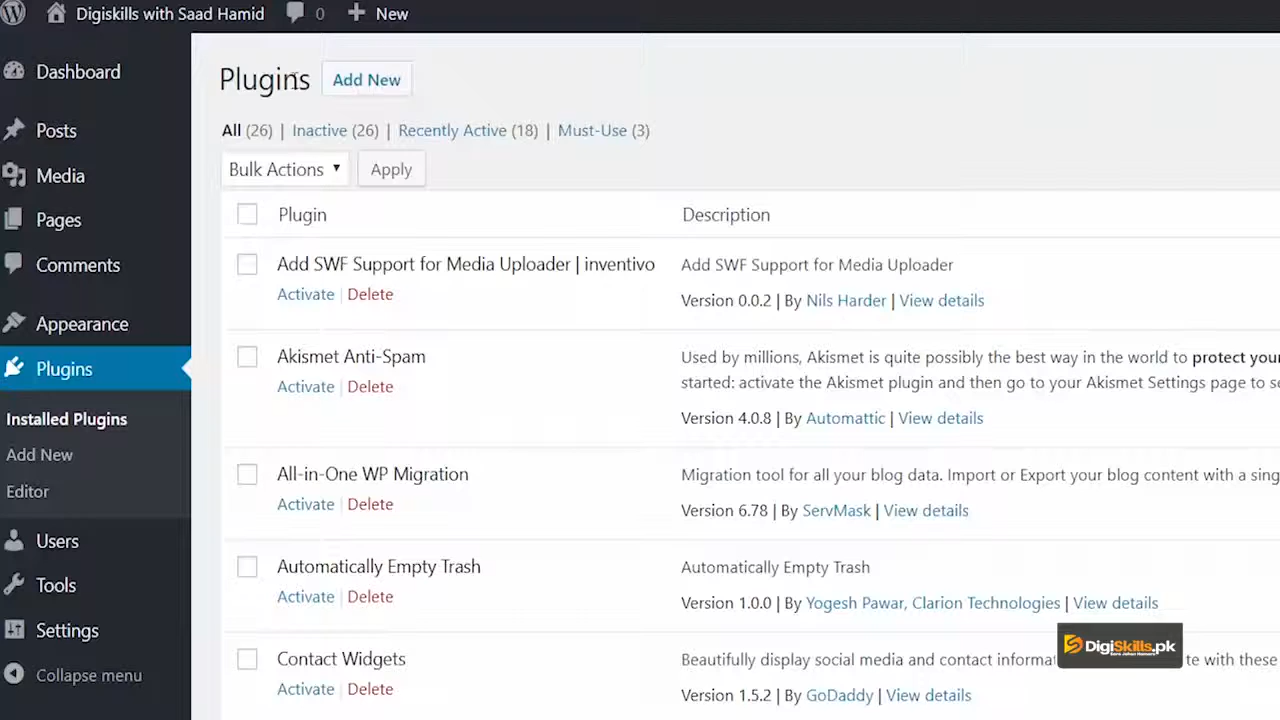 Digiskills with Saad Hamid 0 New
Dashboard
Posts
Media
Pages
Comments
Appearance
Plugins
Installed Plugins
Add New
Editor
Users
Tools
Settings
Collapse menu
Plugins Add New
All (26) | Inactive (26) | Recently Active (18) | Must-Use (3)
Bulk Actions Apply
Plugin Description
Add SWF Support for Media Uploader | inventivo
Activate | Delete
Add SWF Support for Media Uploader
Version 0.0.2 | By Nils Harder | View details
Akismet Anti-Spam
Activate | Delete
Used by millions, Akismet is quite possibly the best way in the world to protect your
started: activate the Akismet plugin and then go to your Akismet Settings page to se
Version 4.0.8 | By Automattic | View details
All-in-One WP Migration
Activate | Delete
Migration tool for all your blog data. Import or Export your blog content with a sing
Version 6.78 | By ServMask | View details
Automatically Empty Trash
Activate | Delete
Automatically Empty Trash
Version 1.0.0 | By Yogesh Pawar, Clarion Technologies | View details
Contact Widgets
Activate | Delete
Beautifully display social media and contact informa te with these
Version 1.5.2 | By GoDaddy | View details
DigiSkills.pk